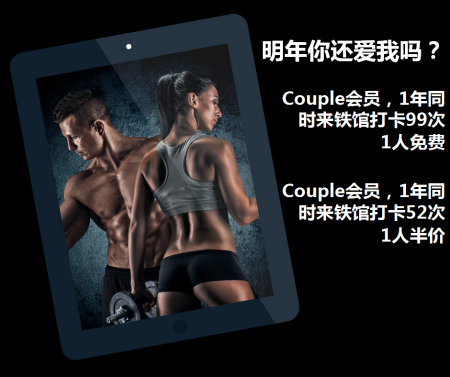 明年你还爱我吗？
Couple会员，1年同
时来铁馆打卡99次
1人免费
Couple会员，1年同
时来铁馆打卡52次
1人半价